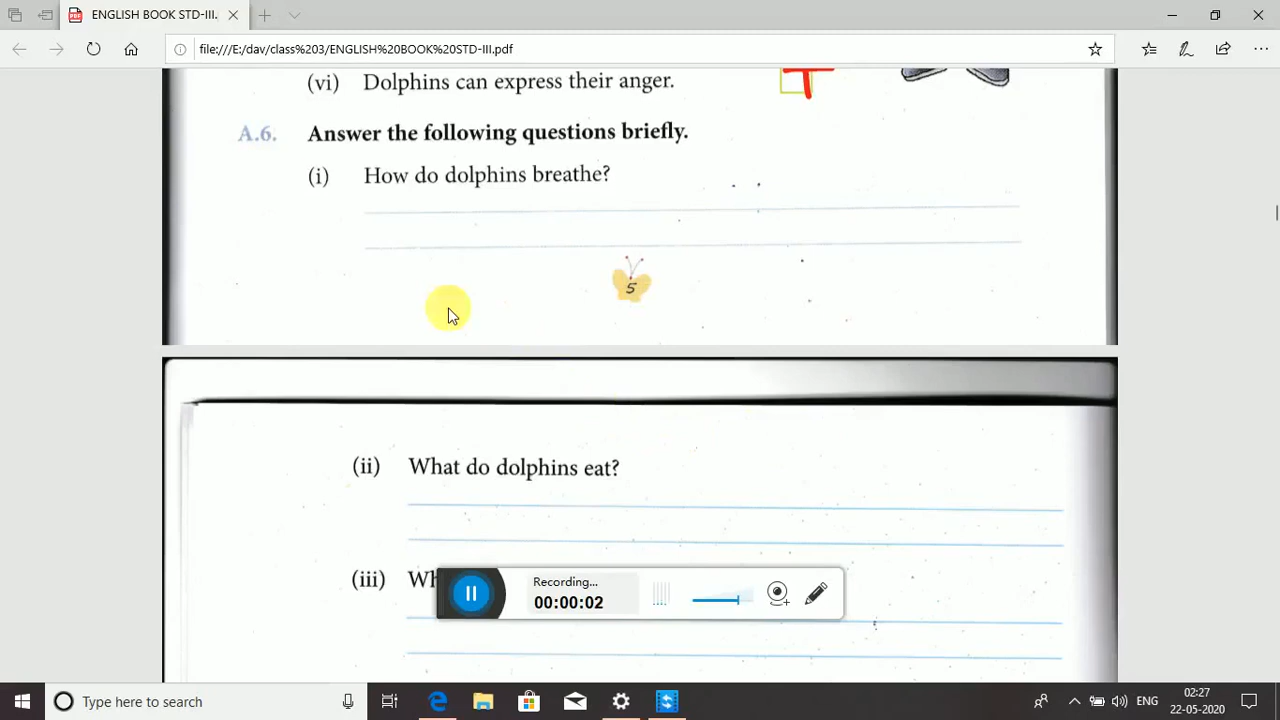 ENGLISH BOOK STD-III.
file:///E:/dav/class%203/ENGLISH%20BOOK%20STD-III.pdf
(vi) Dolphins can express their anger. T
A.6. Answer the following questions briefly.
(i) How do dolphins breathe?
5
(ii) What do dolphins eat?
(iii) Wh
Recording...
00:00:02
Type here to search
ENG
02:27
22-05-2020